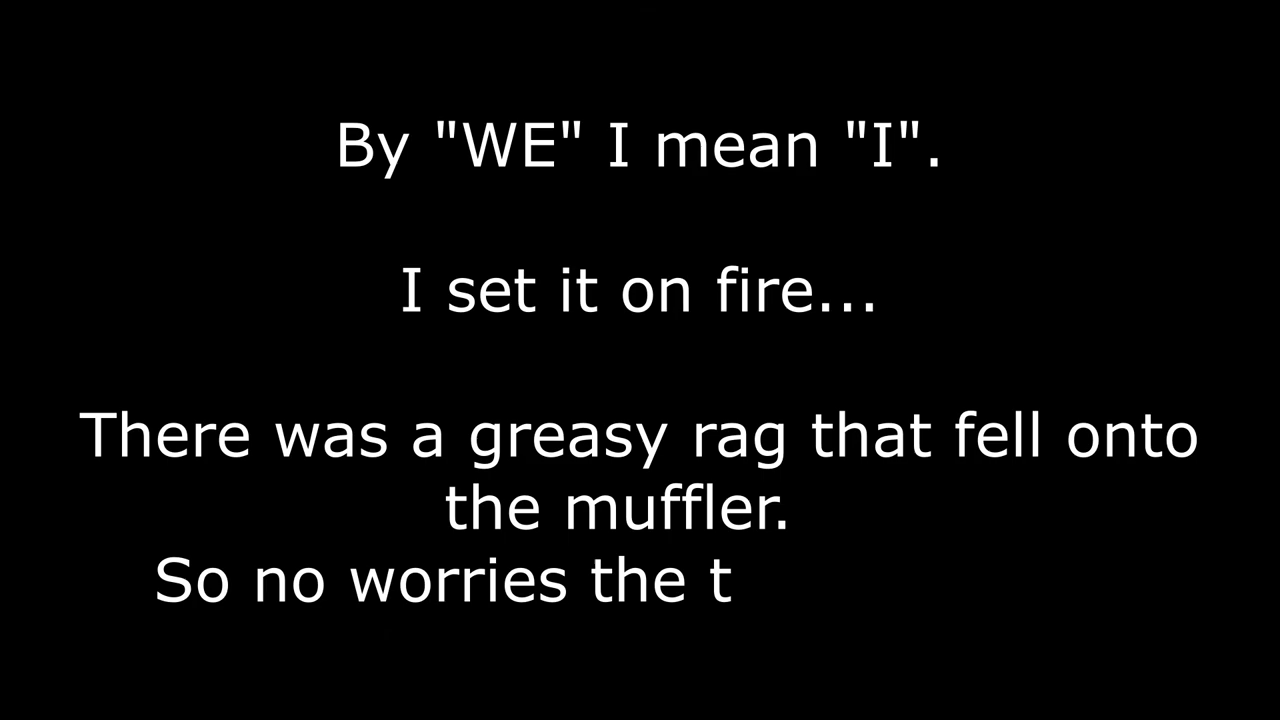 By "WE" I mean "I".
I set it on fire...
There was a greasy rag that fell onto
the muffler.
So no worries the t